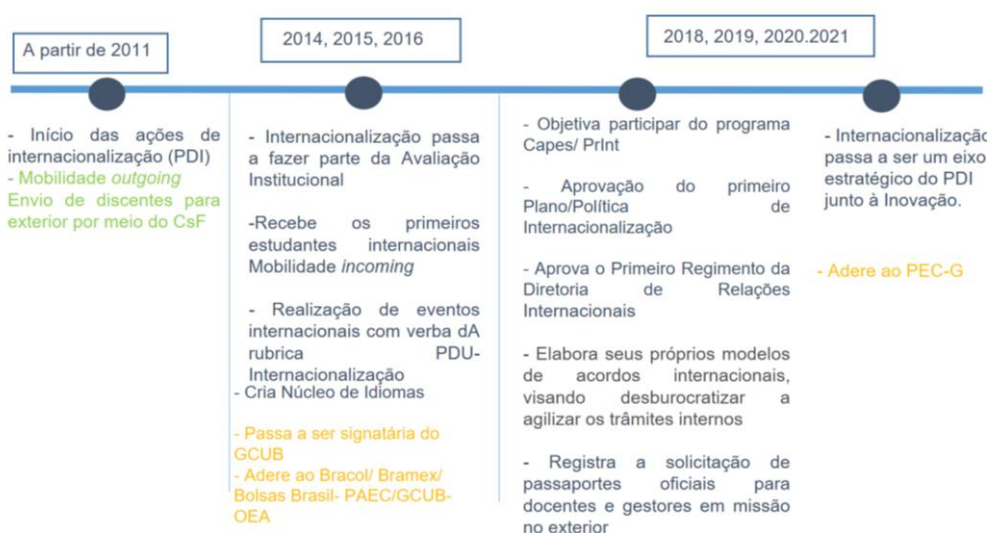 A partir de 2011
- Início das ações de
internacionalização (PDI)
- Mobilidade outgoing
Envio de discentes para
exterior por meio do CsF
2014, 2015, 2016
- Internacionalização passa
a fazer parte da Avaliação
Institucional
-Recebe os primeiros
estudantes internacionais
Mobilidade incoming
- Realização de eventos
internacionais com verba dA
rubrica PDU-
Internacionalização
- Cria Núcleo de Idiomas
- Passa a ser signatária do
GCUB
- Adere ao Bracol/ Bramex/
Bolsas Brasil- PAEC/GCUB-
OEA
2018, 2019, 2020.2021
- Objetiva participar do programa
Capes/ PrInt
- Aprovação do primeiro
Plano/Política de
Internacionalização
- Aprova o Primeiro Regimento da
Diretoria de Relações
Internacionais
- Elabora seus próprios modelos
de acordos internacionais,
visando desburocratizar a
agilizar os trâmites internos
- Registra a solicitação de
passaportes oficiais para
docentes e gestores em missão
no exterior
- Internacionalização
passa a ser um eixo
estratégico do PDI
junto à Inovação.
- Adere ao PEC-G